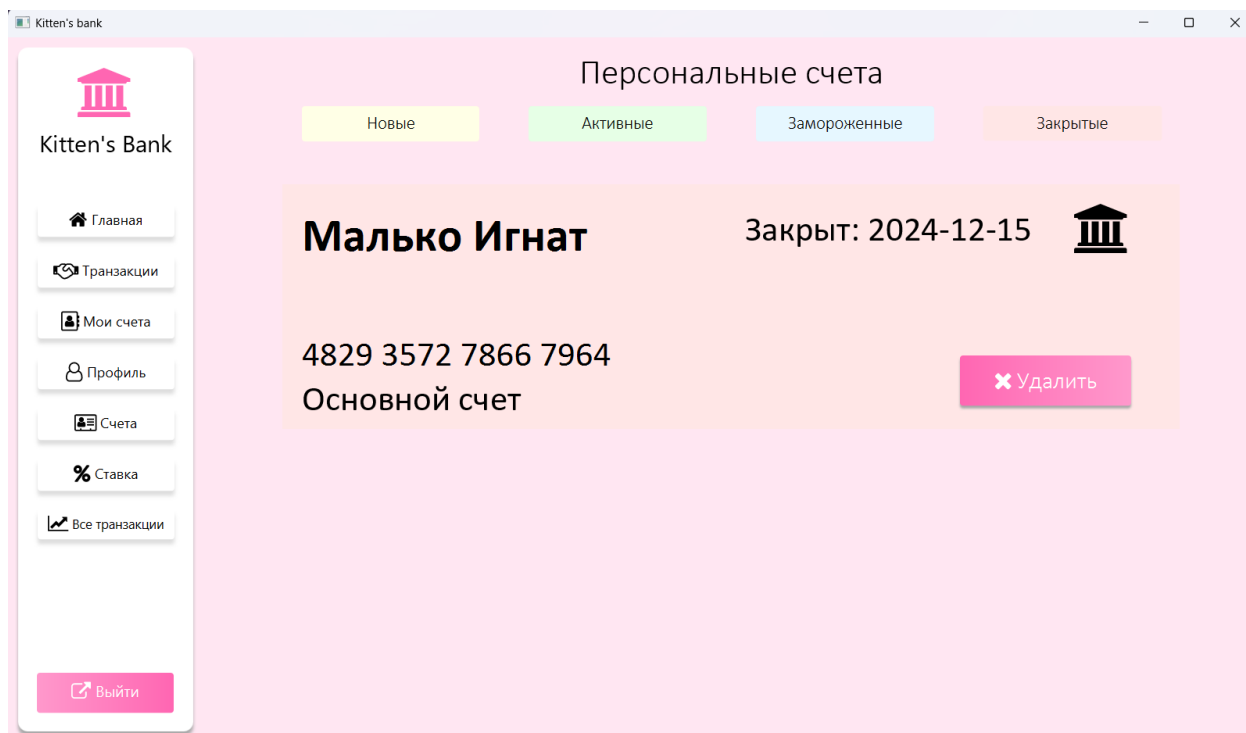 Kitten's bank
Kitten's Bank
Главная
Транзакции
Мои счета
Профиль
Счета
Ставка
Все транзакции
Выйти
Персональные счета
Новые
Активные
Замороженные
Закрытые
Малько Игнат
Закрыт: 2024-12-15
4829 3572 7866 7964
Основной счет
Удалить